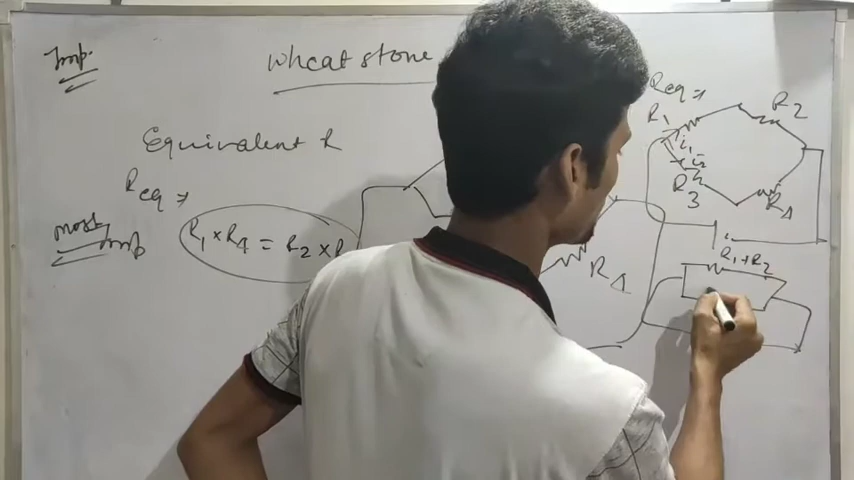 Imp.
wheat stone
Equivalent R
Req ⇒
most Imp
R1 × R4 = R2 × R
R4
Req ⇒
R1
R2
i1
i2
R3
R4
R1+R2